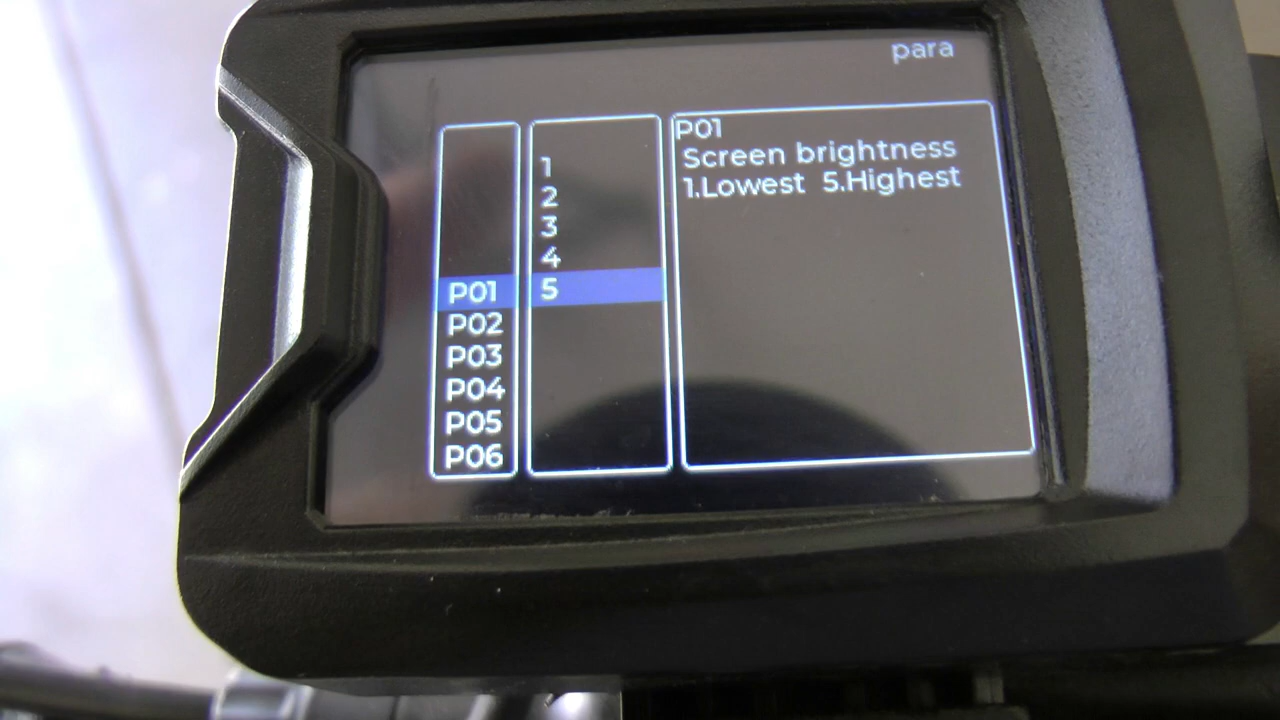 para
P01
P02
P03
P04
P05
P06
1
2
3
4
5
P01
Screen brightness
1.Lowest 5.Highest